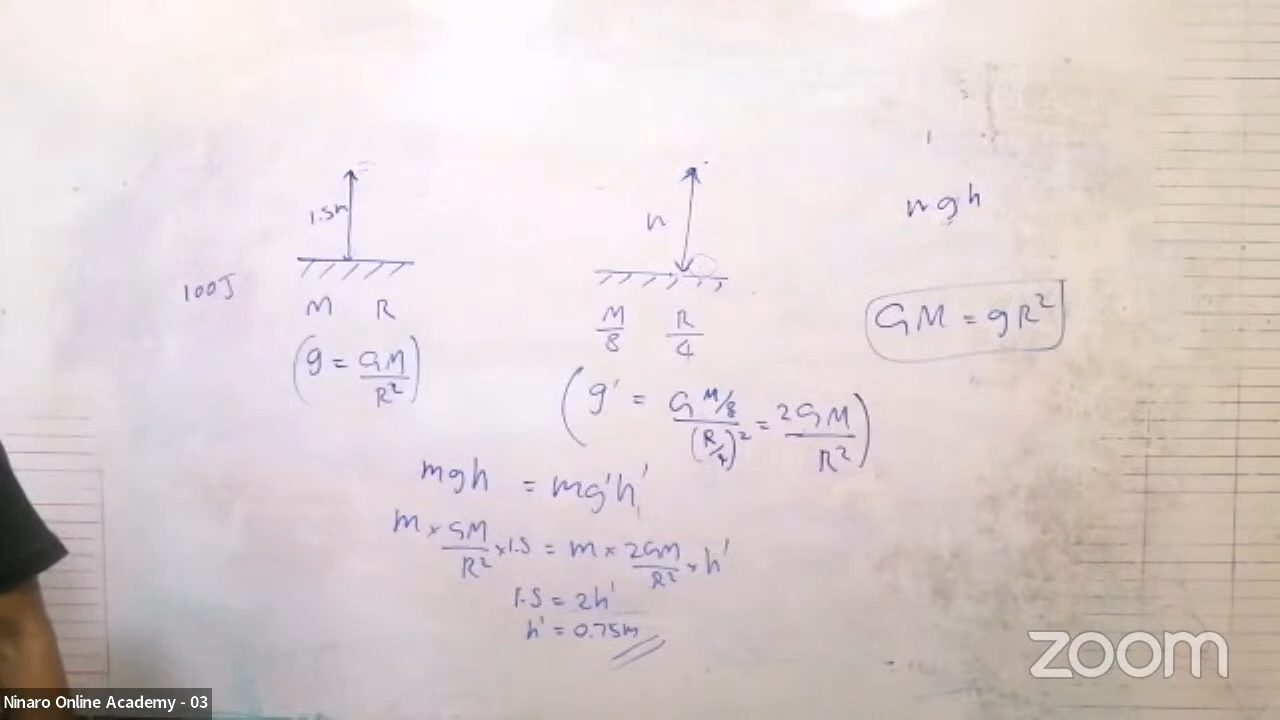 mgh
1.5m
h
100J
M R
M/8 R/4
GM = gR²
(g = GM/R²)
(g' = G M/8 / (R/4)² = 2GM/R²)
mgh = mg'h'
m × GM/R² × 1.5 = m × 2GM/R² × h'
1.5 = 2h'
h' = 0.75m
zoom
Ninaro Online Academy - 03